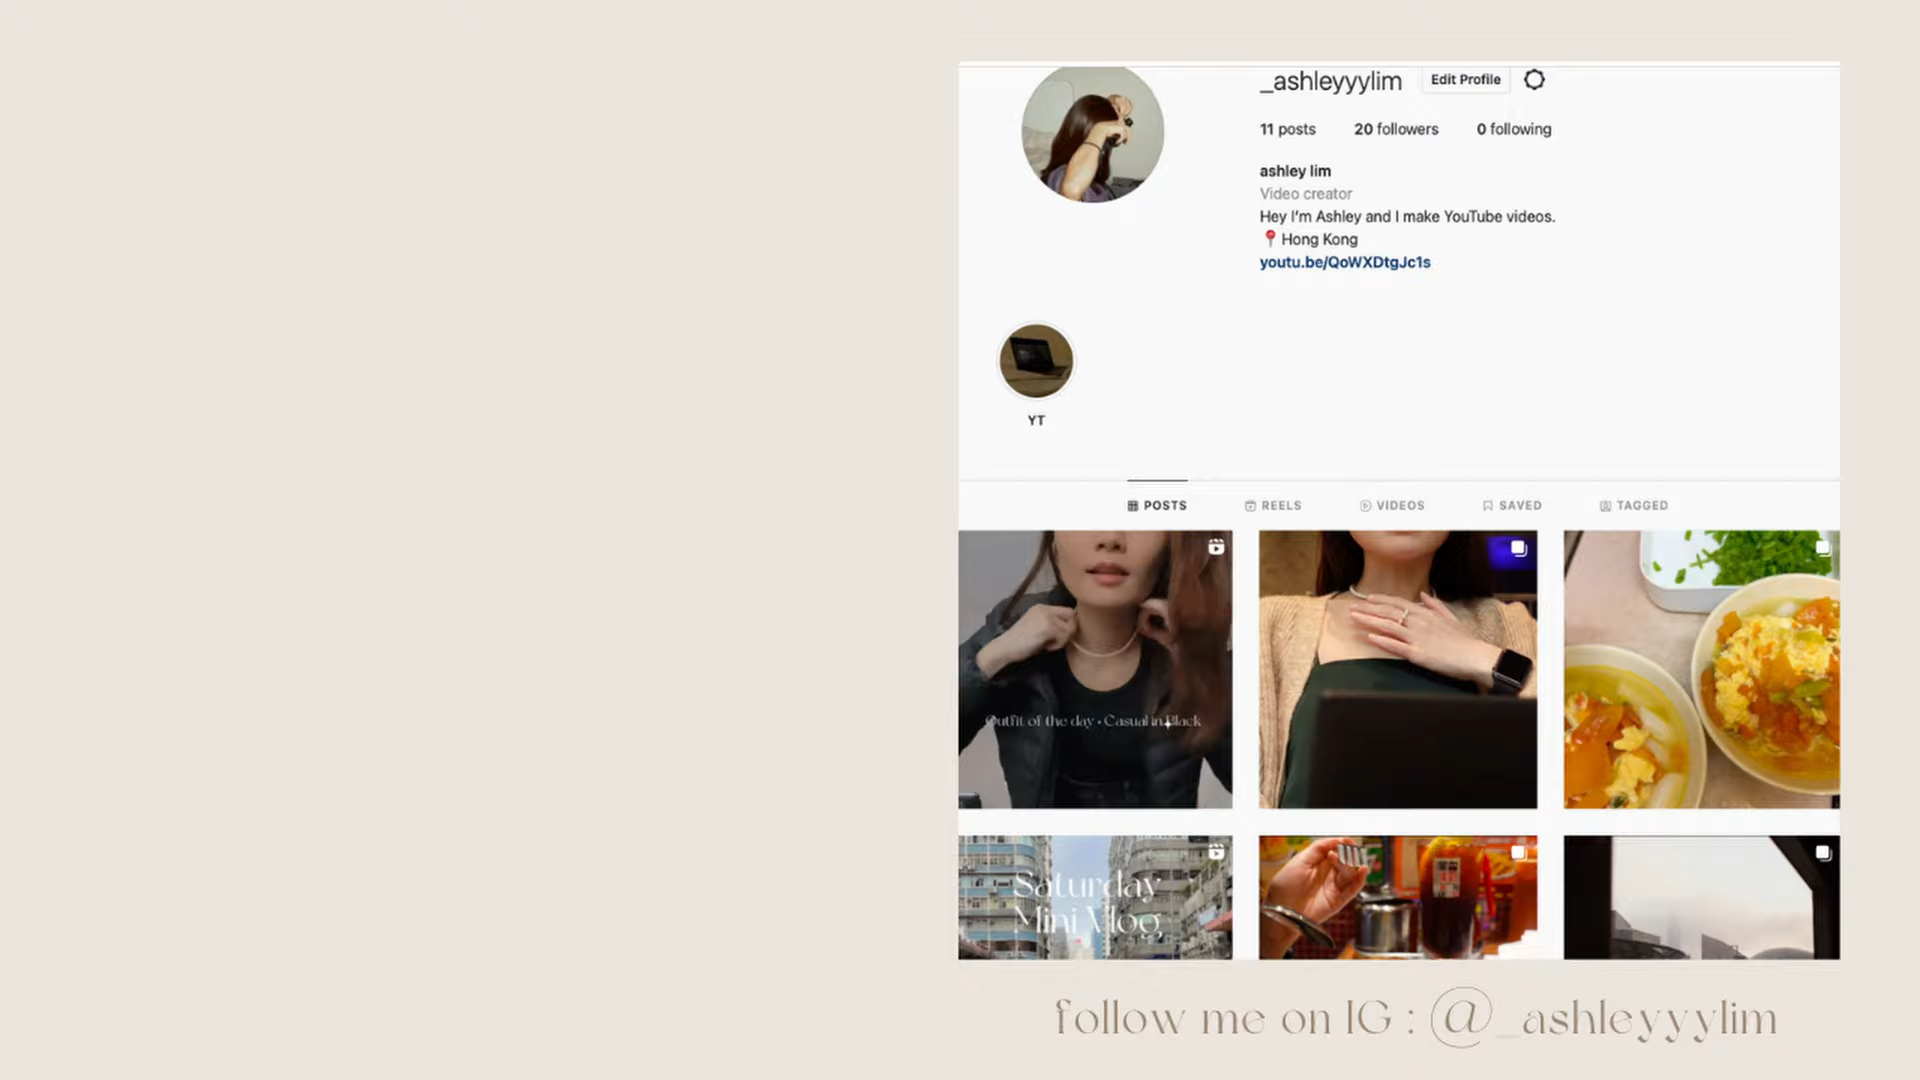 _ashleyyylim Edit Profile
11 posts 20 followers 0 following
ashley lim
Video creator
Hey I'm Ashley and I make YouTube videos.
📍 Hong Kong
youtu.be/QoWXDtgJc1s
YT
POSTS REELS VIDEOS SAVED TAGGED
Outfit of the day • Casual in Black
Saturday
Mini Vlog
follow me on IG : @_ashleyyylim